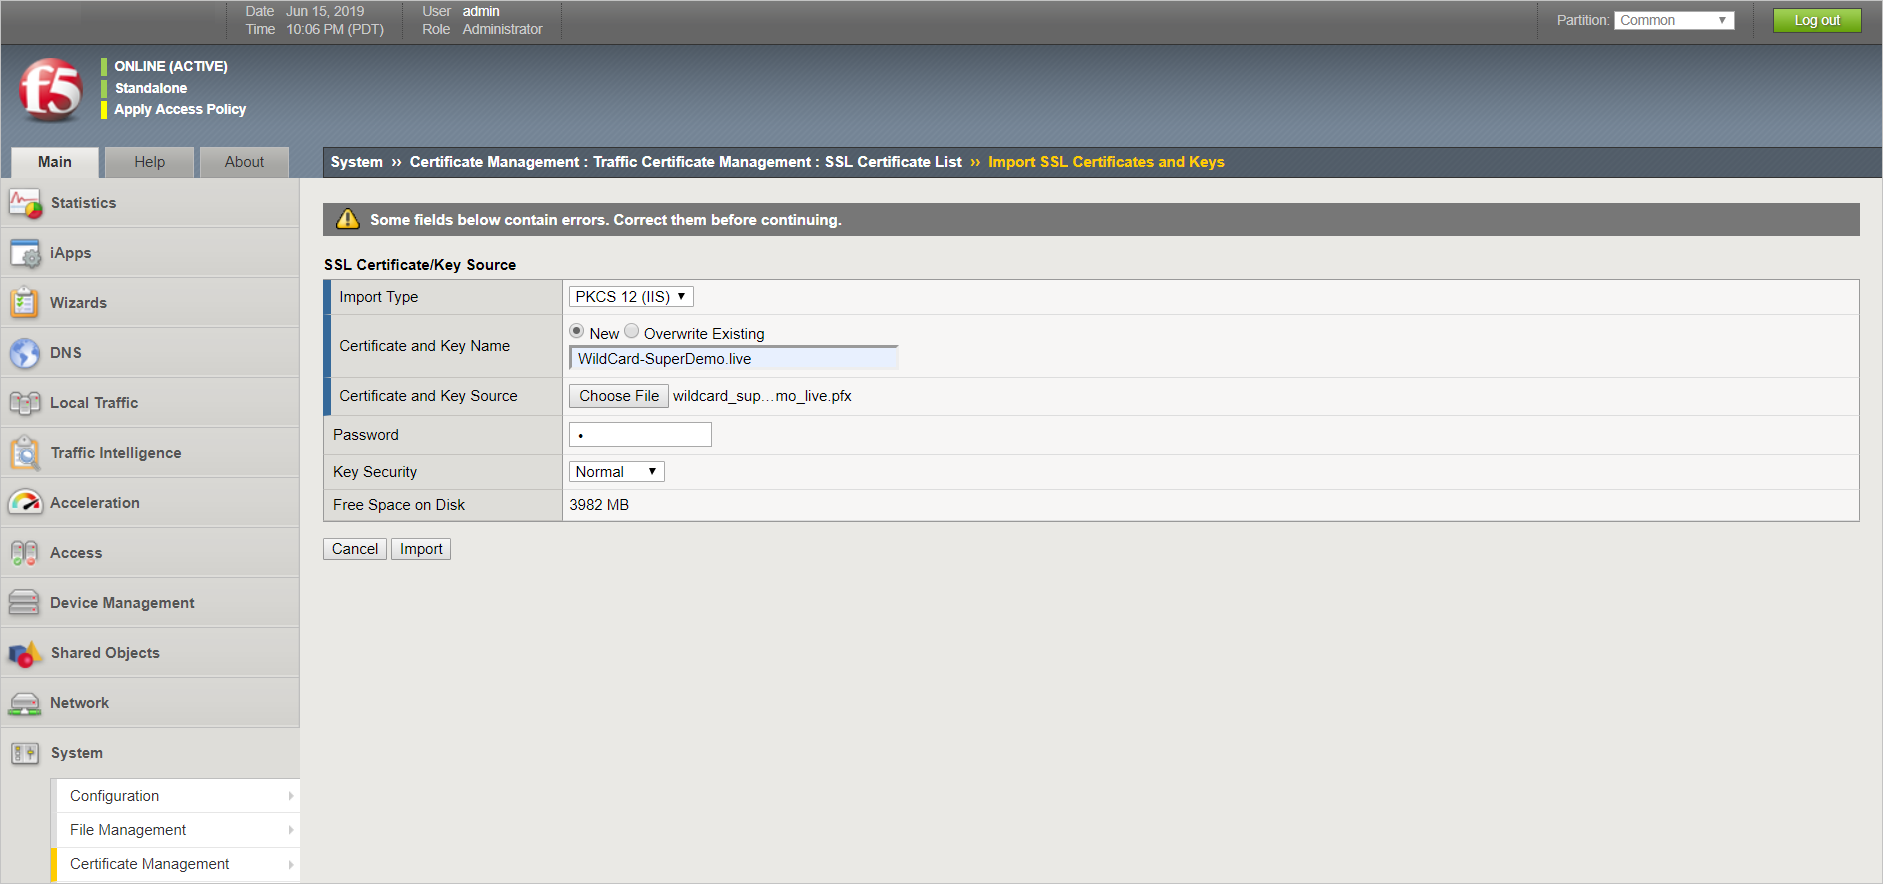 Date Jun 15, 2019 User admin
Time 10:06 PM (PDT) Role Administrator
Partition: Common Log out
f5
ONLINE (ACTIVE)
Standalone
Apply Access Policy
Main Help About
System ›› Certificate Management : Traffic Certificate Management : SSL Certificate List ›› Import SSL Certificates and Keys
Statistics
iApps
Wizards
DNS
Local Traffic
Traffic Intelligence
Acceleration
Access
Device Management
Shared Objects
Network
System
Configuration
File Management
Certificate Management
Some fields below contain errors. Correct them before continuing.
SSL Certificate/Key Source
Import Type PKCS 12 (IIS)
Certificate and Key Name New Overwrite Existing
WildCard-SuperDemo.live
Certificate and Key Source Choose File wildcard_sup…mo_live.pfx
Password •
Key Security Normal
Free Space on Disk 3982 MB
Cancel Import